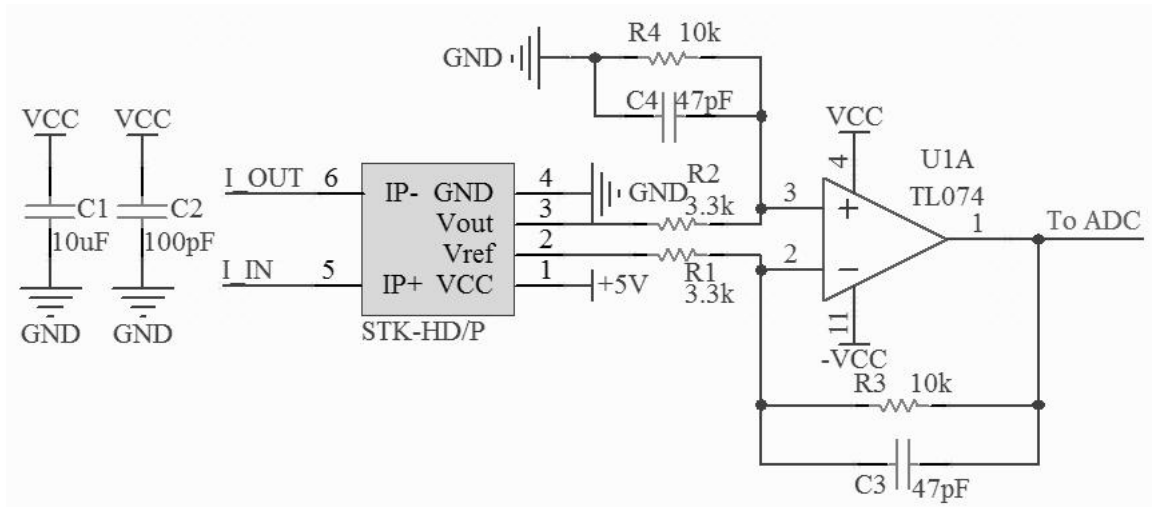 R4 10k
GND
C4 47pF
VCC VCC VCC
4 U1A
I_OUT 6 IP- GND 4 GND R2 TL074
Vout 3 3.3k 3 + 1 To ADC
C1 C2
10uF 100pF
Vref 2 R1 2 −
I_IN 5 IP+ VCC 1 +5V 3.3k
GND GND
STK-HD/P 11
-VCC
R3 10k
C3 47pF